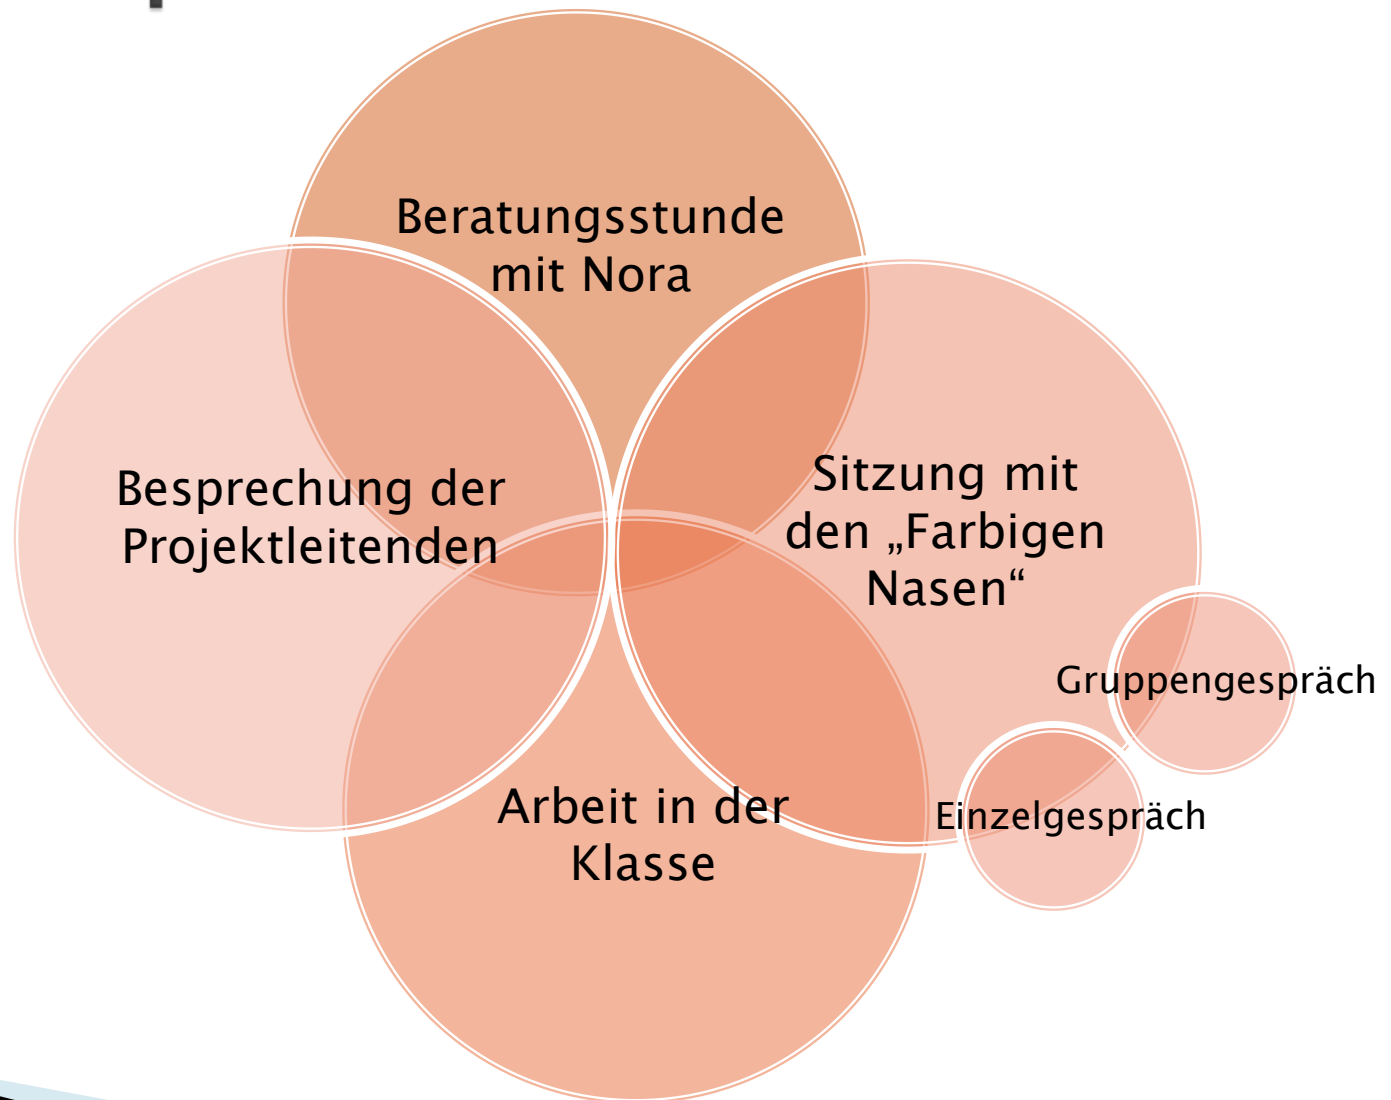 Beratungsstunde
mit Nora
Besprechung der
Projektleitenden
Sitzung mit
den „Farbigen
Nasen“
Gruppengespräch
Einzelgespräch
Arbeit in der
Klasse